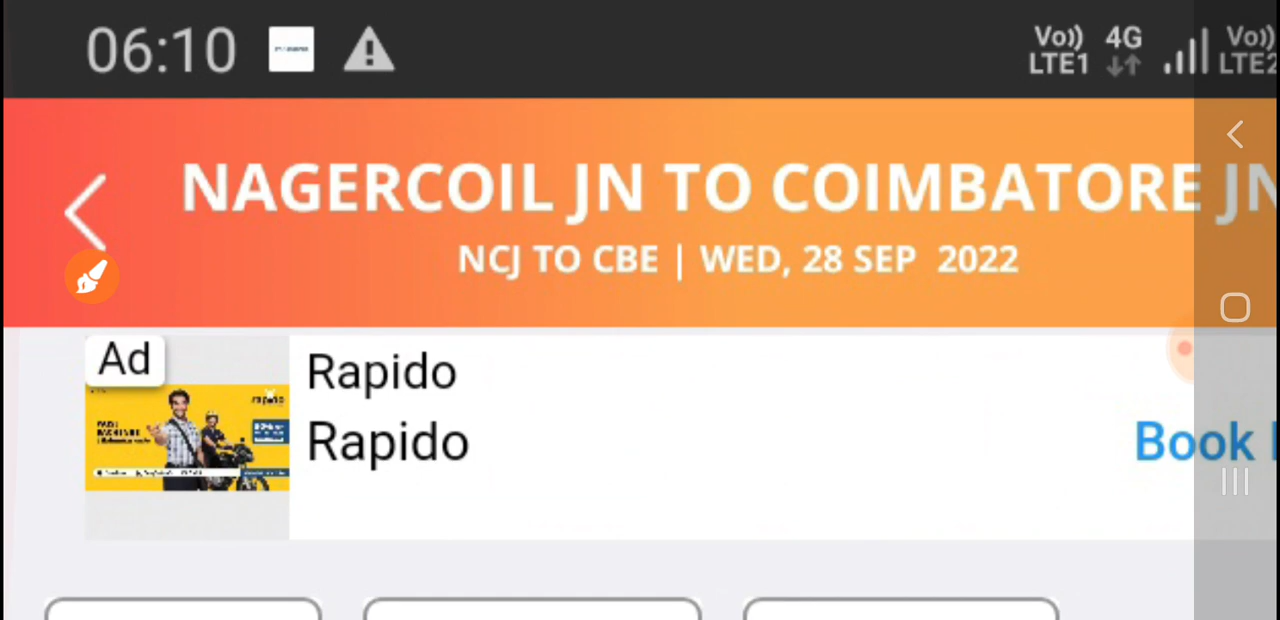 06:10 Vo)) 4G Vo))
LTE1 LTE2
NAGERCOIL JN TO COIMBATORE JN
NCJ TO CBE | WED, 28 SEP 2022
Ad
Rapido
rapido
Rapido
Book